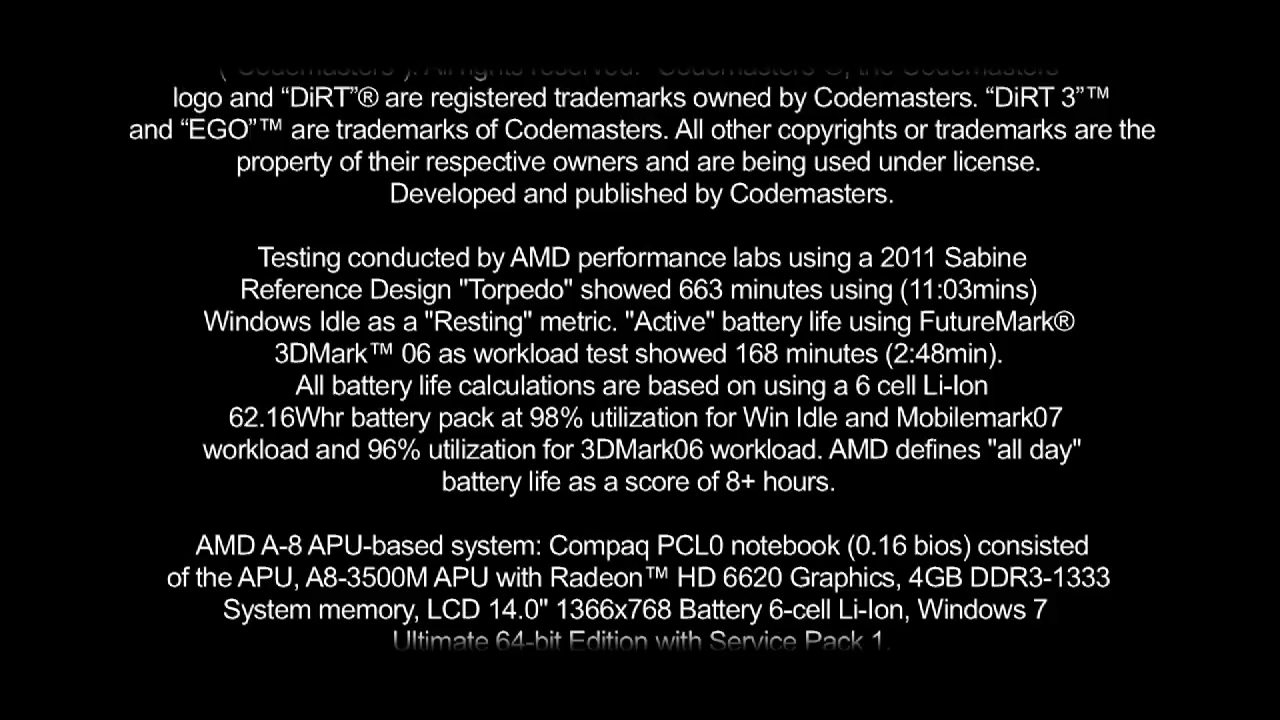 ("Codemasters"). All rights reserved. "Codemasters"®, the Codemasters
logo and “DiRT”® are registered trademarks owned by Codemasters. “DiRT 3”™
and “EGO”™ are trademarks of Codemasters. All other copyrights or trademarks are the
property of their respective owners and are being used under license.
Developed and published by Codemasters.
Testing conducted by AMD performance labs using a 2011 Sabine
Reference Design "Torpedo" showed 663 minutes using (11:03mins)
Windows Idle as a "Resting" metric. "Active" battery life using FutureMark®
3DMark™ 06 as workload test showed 168 minutes (2:48min).
All battery life calculations are based on using a 6 cell Li-Ion
62.16Whr battery pack at 98% utilization for Win Idle and Mobilemark07
workload and 96% utilization for 3DMark06 workload. AMD defines "all day"
battery life as a score of 8+ hours.
AMD A-8 APU-based system: Compaq PCL0 notebook (0.16 bios) consisted
of the APU, A8-3500M APU with Radeon™ HD 6620 Graphics, 4GB DDR3-1333
System memory, LCD 14.0" 1366x768 Battery 6-cell Li-Ion, Windows 7
Ultimate 64-bit Edition with Service Pack 1.